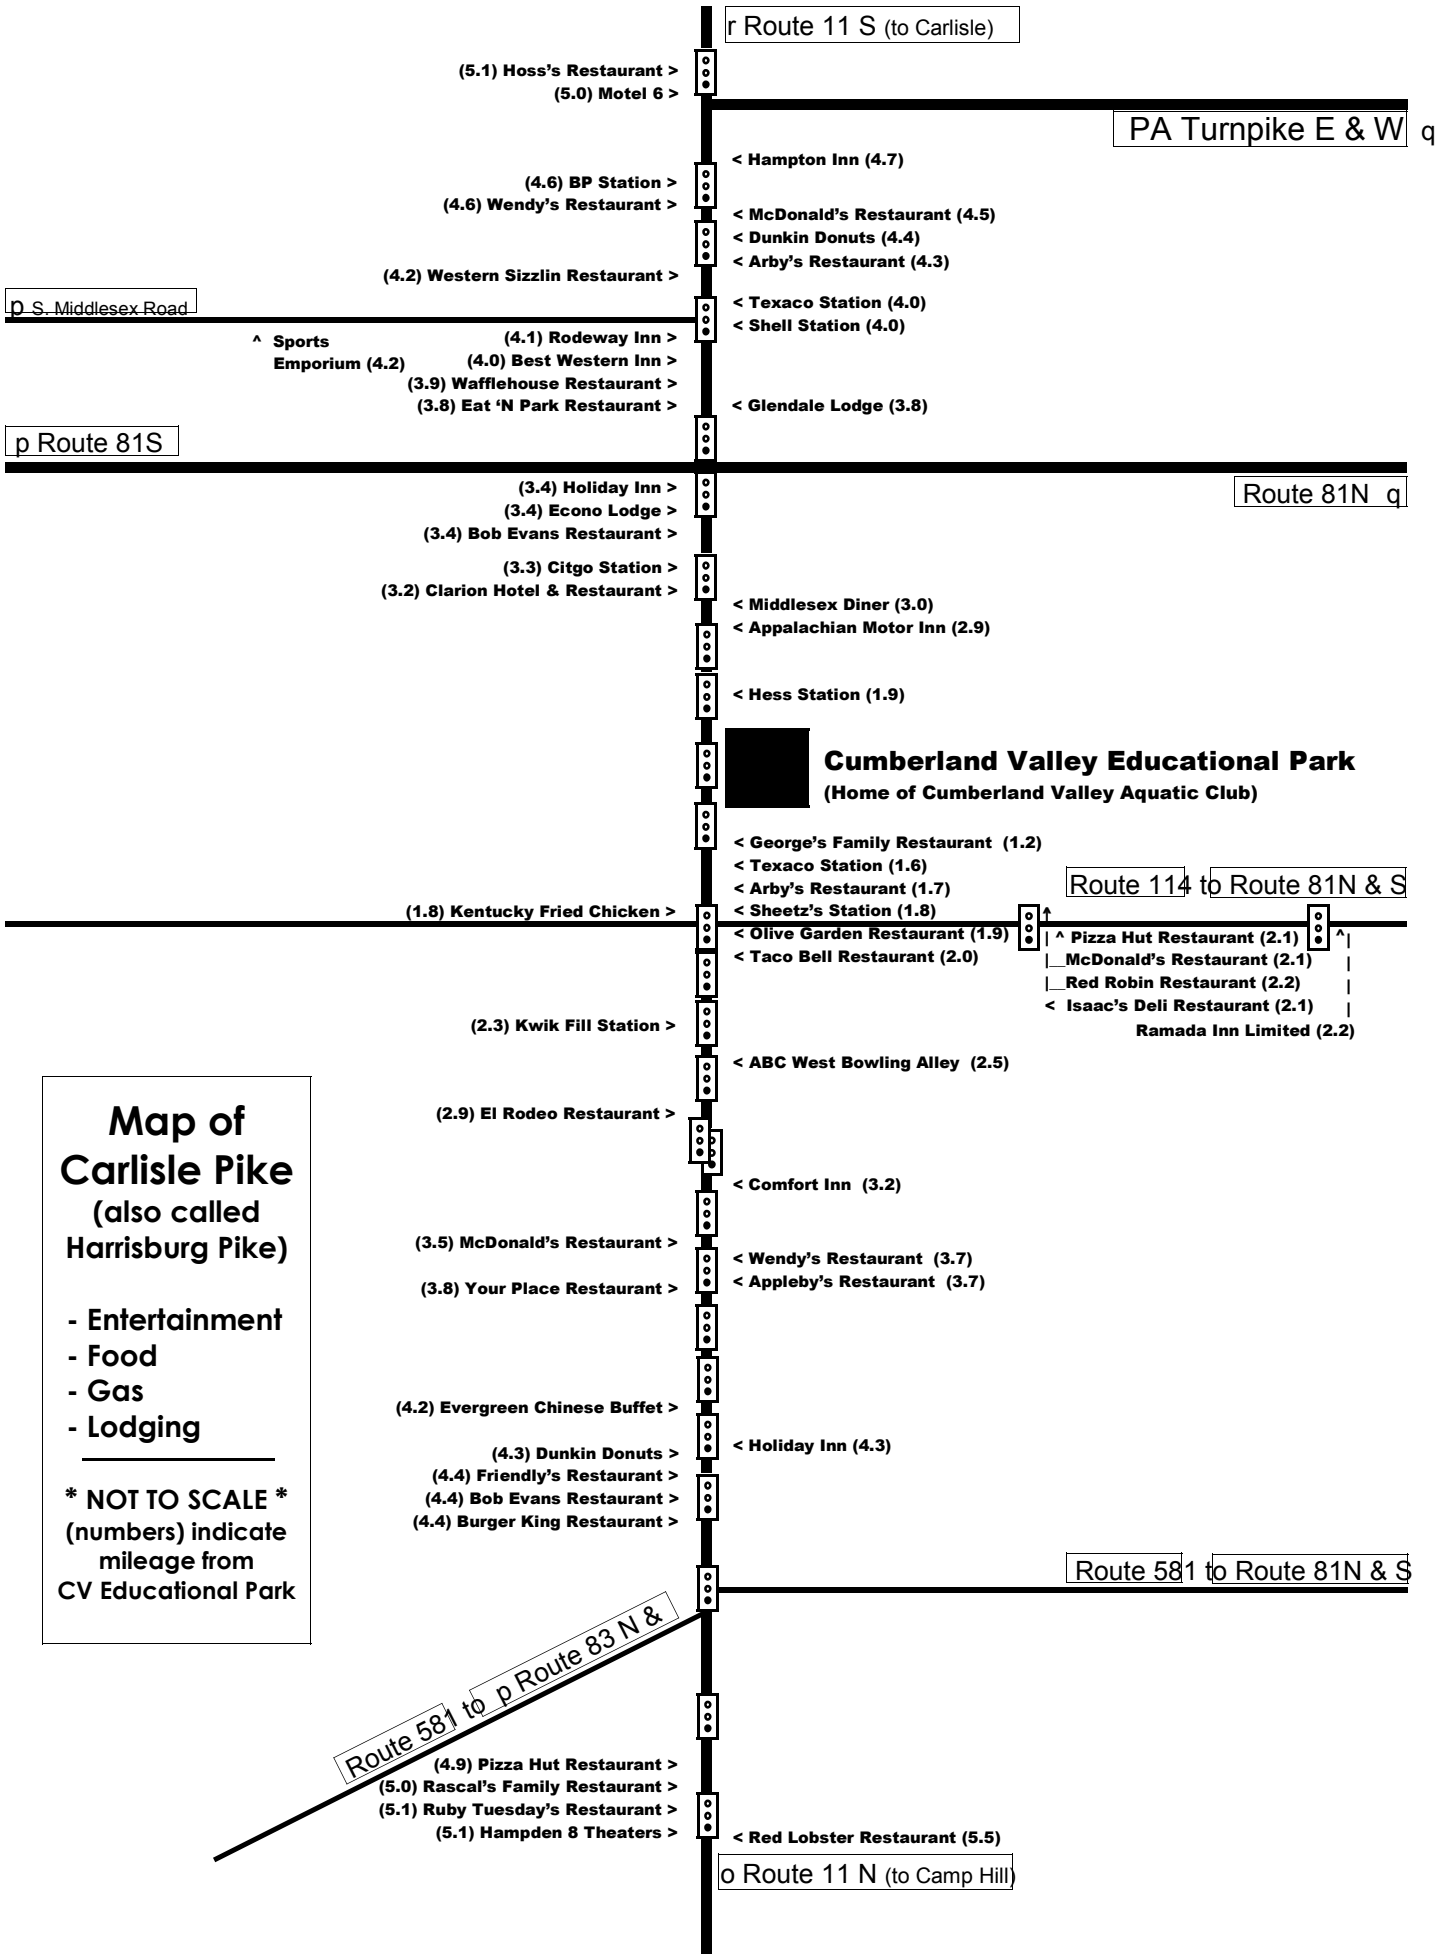 r Route 11 S (to Carlisle)
(5.1) Hoss's Restaurant >
(5.0) Motel 6 >
PA Turnpike E & W q
< Hampton Inn (4.7)
(4.6) BP Station >
(4.6) Wendy's Restaurant >
< McDonald's Restaurant (4.5)
< Dunkin Donuts (4.4)
< Arby's Restaurant (4.3)
(4.2) Western Sizzlin Restaurant >
p S. Middlesex Road
< Texaco Station (4.0)
< Shell Station (4.0)
^ Sports
Emporium (4.2)
(4.1) Rodeway Inn >
(4.0) Best Western Inn >
(3.9) Wafflehouse Restaurant >
(3.8) Eat 'N Park Restaurant >
< Glendale Lodge (3.8)
p Route 81S
Route 81N q
(3.4) Holiday Inn >
(3.4) Econo Lodge >
(3.4) Bob Evans Restaurant >
(3.3) Citgo Station >
(3.2) Clarion Hotel & Restaurant >
< Middlesex Diner (3.0)
< Appalachian Motor Inn (2.9)
< Hess Station (1.9)
Cumberland Valley Educational Park
(Home of Cumberland Valley Aquatic Club)
< George's Family Restaurant (1.2)
< Texaco Station (1.6)
< Arby's Restaurant (1.7)
Route 114 to Route 81N & S
(1.8) Kentucky Fried Chicken >
< Sheetz's Station (1.8)
< Olive Garden Restaurant (1.9)
< Taco Bell Restaurant (2.0)
^
| ^ Pizza Hut Restaurant (2.1) ^|
|__McDonald's Restaurant (2.1) |
|__Red Robin Restaurant (2.2) |
< Isaac's Deli Restaurant (2.1) |
Ramada Inn Limited (2.2)
(2.3) Kwik Fill Station >
< ABC West Bowling Alley (2.5)
(2.9) El Rodeo Restaurant >
< Comfort Inn (3.2)
(3.5) McDonald's Restaurant >
< Wendy's Restaurant (3.7)
< Appleby's Restaurant (3.7)
(3.8) Your Place Restaurant >
(4.2) Evergreen Chinese Buffet >
< Holiday Inn (4.3)
(4.3) Dunkin Donuts >
(4.4) Friendly's Restaurant >
(4.4) Bob Evans Restaurant >
(4.4) Burger King Restaurant >
Map of
Carlisle Pike
(also called
Harrisburg Pike)
- Entertainment
- Food
- Gas
- Lodging
* NOT TO SCALE *
(numbers) indicate
mileage from
CV Educational Park
Route 581 to Route 81N & S
Route 581 to p Route 83 N &
(4.9) Pizza Hut Restaurant >
(5.0) Rascal's Family Restaurant >
(5.1) Ruby Tuesday's Restaurant >
(5.1) Hampden 8 Theaters >
< Red Lobster Restaurant (5.5)
o Route 11 N (to Camp Hill)